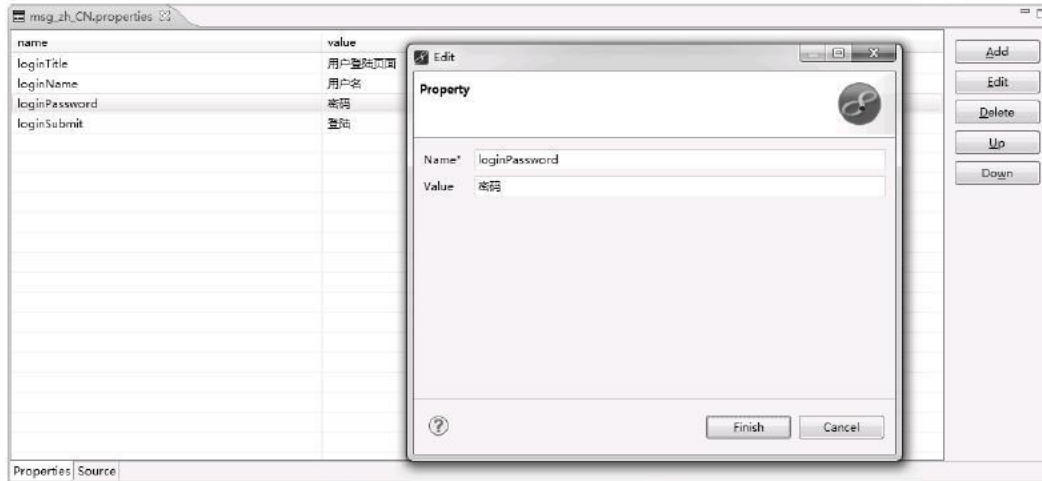 msg_zh_CN.properties
name value
loginTitle 用户登陆页面
loginName 用户名
loginPassword 密码
loginSubmit 登陆
Edit
Property
Name* loginPassword
Value 密码
Finish Cancel
Add
Edit
Delete
Up
Down
Properties Source